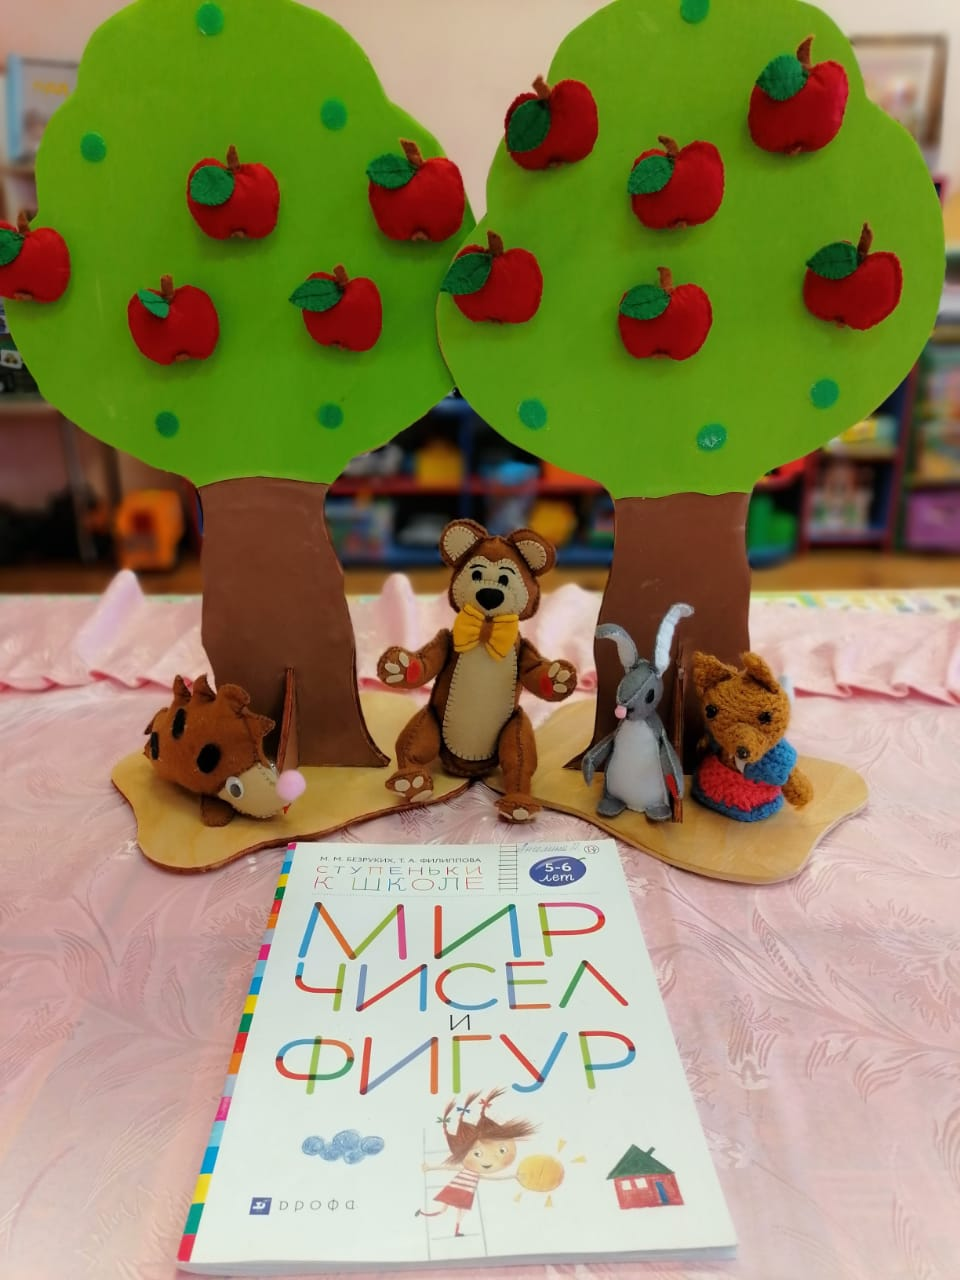 М. М. БЕЗРУКИХ, Т. А. ФИЛИППОВА
СТУПЕНЬКИ
К ШКОЛЕ
5-6
лет
МИР
ЧИСЕЛ
И
ФИГУР
дрофа